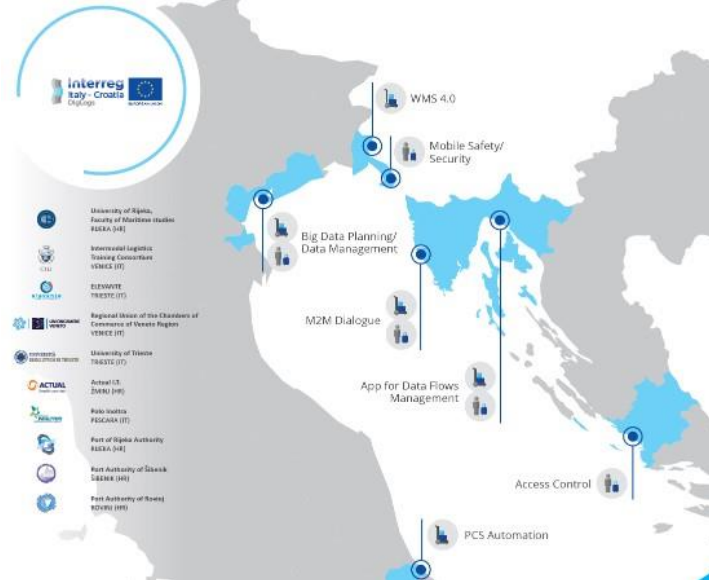 Interreg
Italy - Croatia
DigLogs
EUROPEAN UNION
WMS 4.0
Mobile Safety/
Security
Big Data Planning/
Data Management
M2M Dialogue
App for Data Flows
Management
Access Control
PCS Automation
University of Rijeka,
Faculty of Maritime studies
RIJEKA (HR)
Intermodal Logistics
Training Consortium
VENICE (IT)
ELEVANTE
TRIESTE (IT)
Regional Union of the Chambers of
Commerce of Veneto Region
VENICE (IT)
University of Trieste
TRIESTE (IT)
ACTUAL
Actual I.T.
ŽMINJ (HR)
Polo Inoltra
PESCARA (IT)
Port of Rijeka Authority
RIJEKA (HR)
Port Authority of Šibenik
ŠIBENIK (HR)
Port Authority of Rovinj
ROVINJ (HR)